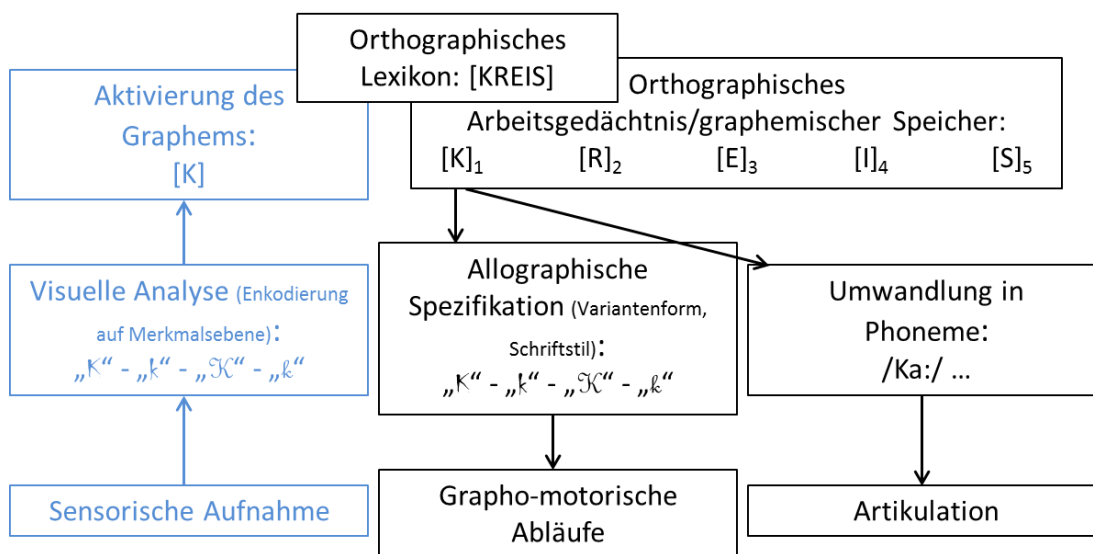 Orthographisches
Lexikon: [KREIS]
Orthographisches
Arbeitsgedächtnis/graphemischer Speicher:
[K]1 [R]2 [E]3 [I]4 [S]5
Aktivierung des
Graphems:
[K]
Visuelle Analyse (Enkodierung
auf Merkmalsebene):
„K“ - „k“ - „K“ - „k“
Sensorische Aufnahme
Allographische
Spezifikation (Variantenform,
Schriftstil):
„K“ - „k“ - „K“ - „k“
Grapho-motorische
Abläufe
Umwandlung in
Phoneme:
/Ka:/ ...
Artikulation